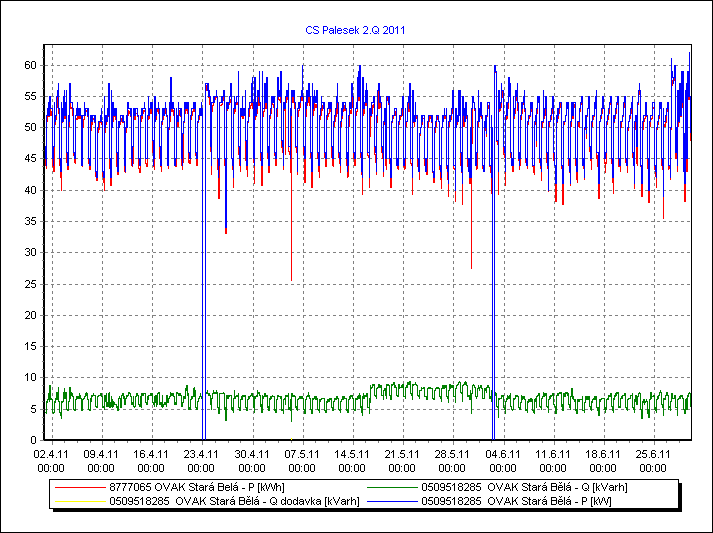 CS Palesek 2.Q 2011
60
55
50
45
40
35
30
25
20
15
10
5
0
02.4.11 09.4.11 16.4.11 23.4.11 30.4.11 07.5.11 14.5.11 21.5.11 28.5.11 04.6.11 11.6.11 18.6.11 25.6.11
00:00 00:00 00:00 00:00 00:00 00:00 00:00 00:00 00:00 00:00 00:00 00:00 00:00
8777065 OVAK Stará Belá - P [kWh] 0509518285 OVAK Stará Bělá - Q [kVarh]
0509518285 OVAK Stará Bělá - Q dodavka [kVarh] 0509518285 OVAK Stará Bělá - P [kW]